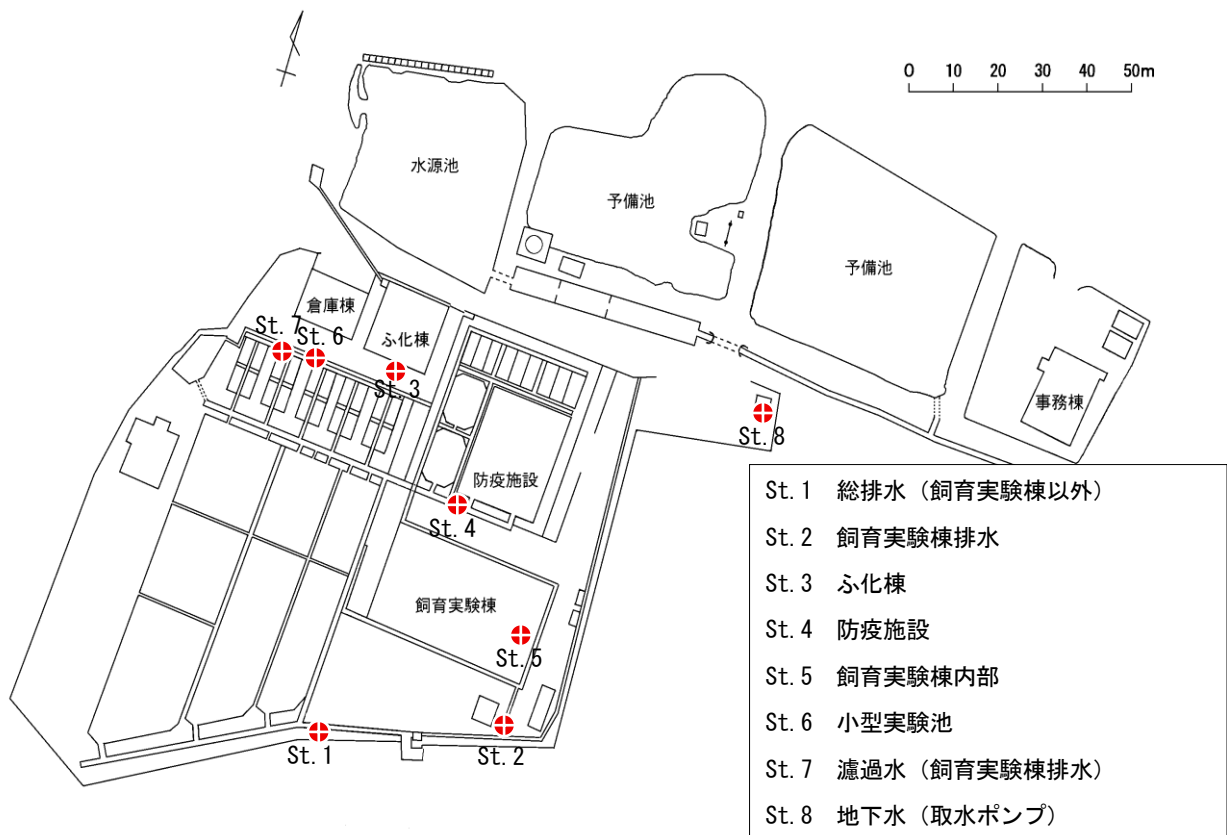 0 10 20 30 40 50m
水源池
予備池
予備池
倉庫棟
ふ化棟
St. 7
St. 6
St. 3
事務棟
St. 8
防疫施設
St. 4
飼育実験棟
St. 5
St. 1
St. 2
St. 1 総排水（飼育実験棟以外）
St. 2 飼育実験棟排水
St. 3 ふ化棟
St. 4 防疫施設
St. 5 飼育実験棟内部
St. 6 小型実験池
St. 7 濾過水（飼育実験棟排水）
St. 8 地下水（取水ポンプ）